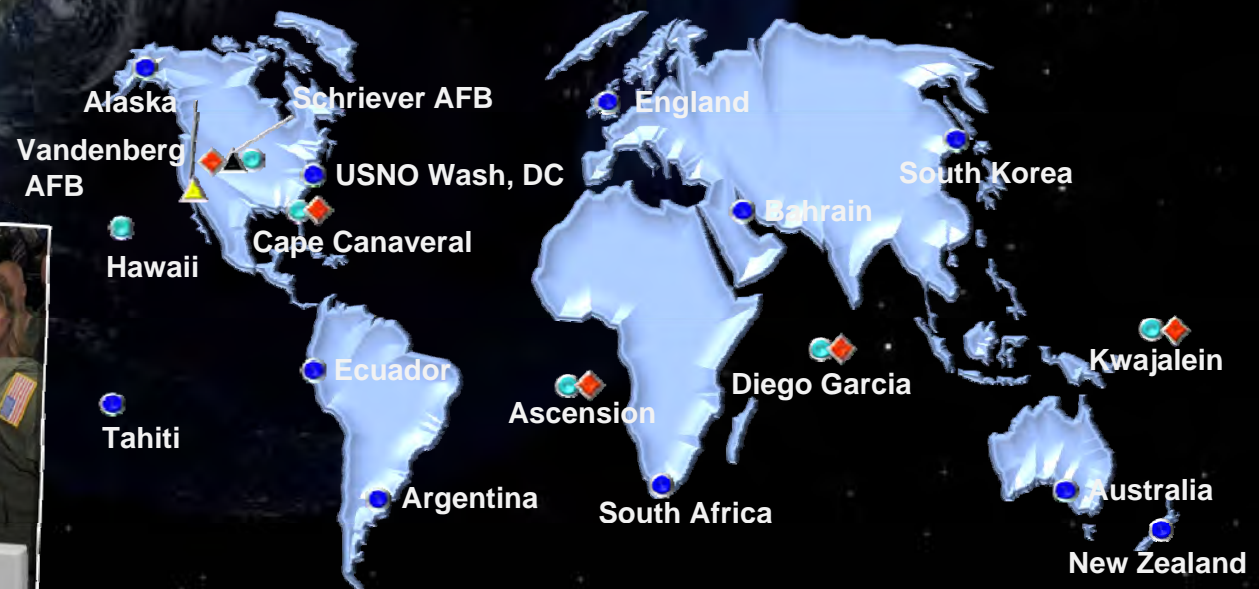 Alaska
Schriever AFB
England
Vandenberg
AFB
USNO Wash, DC
South Korea
Bahrain
Cape Canaveral
Hawaii
Ecuador
Kwajalein
Diego Garcia
Ascension
Tahiti
Argentina
Australia
South Africa
New Zealand